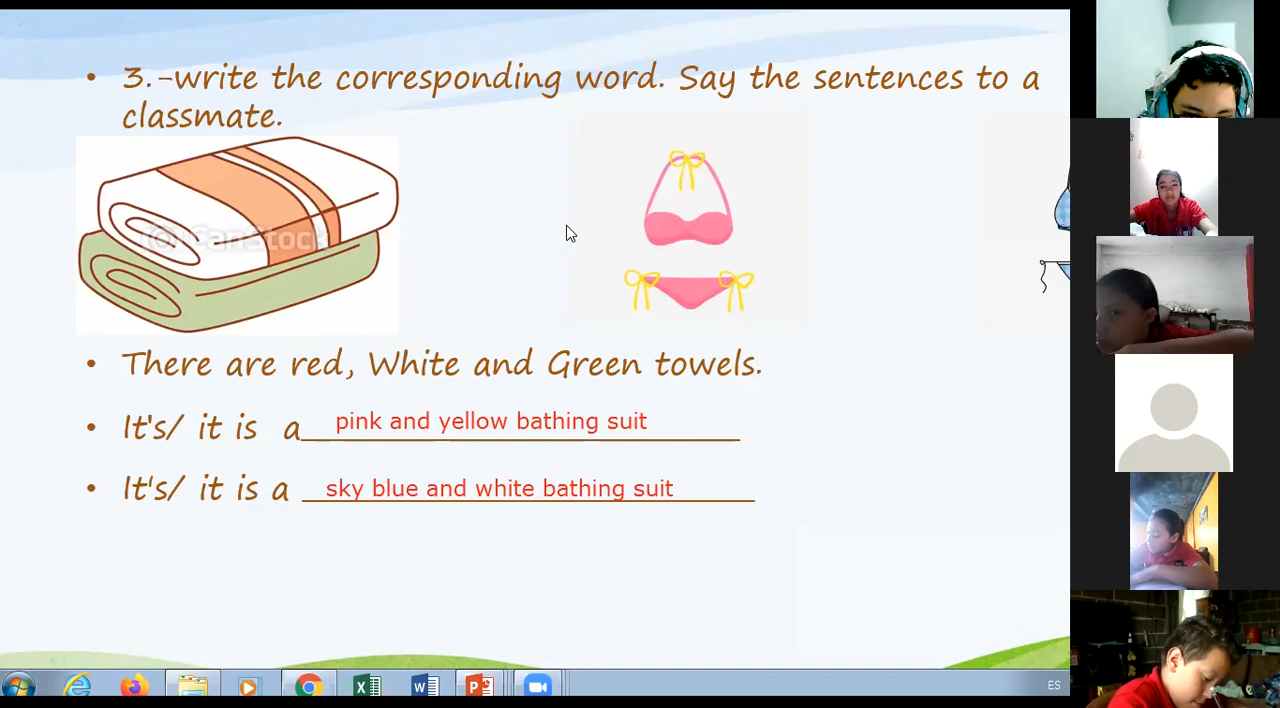 • 3.-write the corresponding word. Say the sentences to a
classmate.
CanStock
• There are red, White and Green towels.
• It's/ it is a pink and yellow bathing suit
• It's/ it is a sky blue and white bathing suit
ES